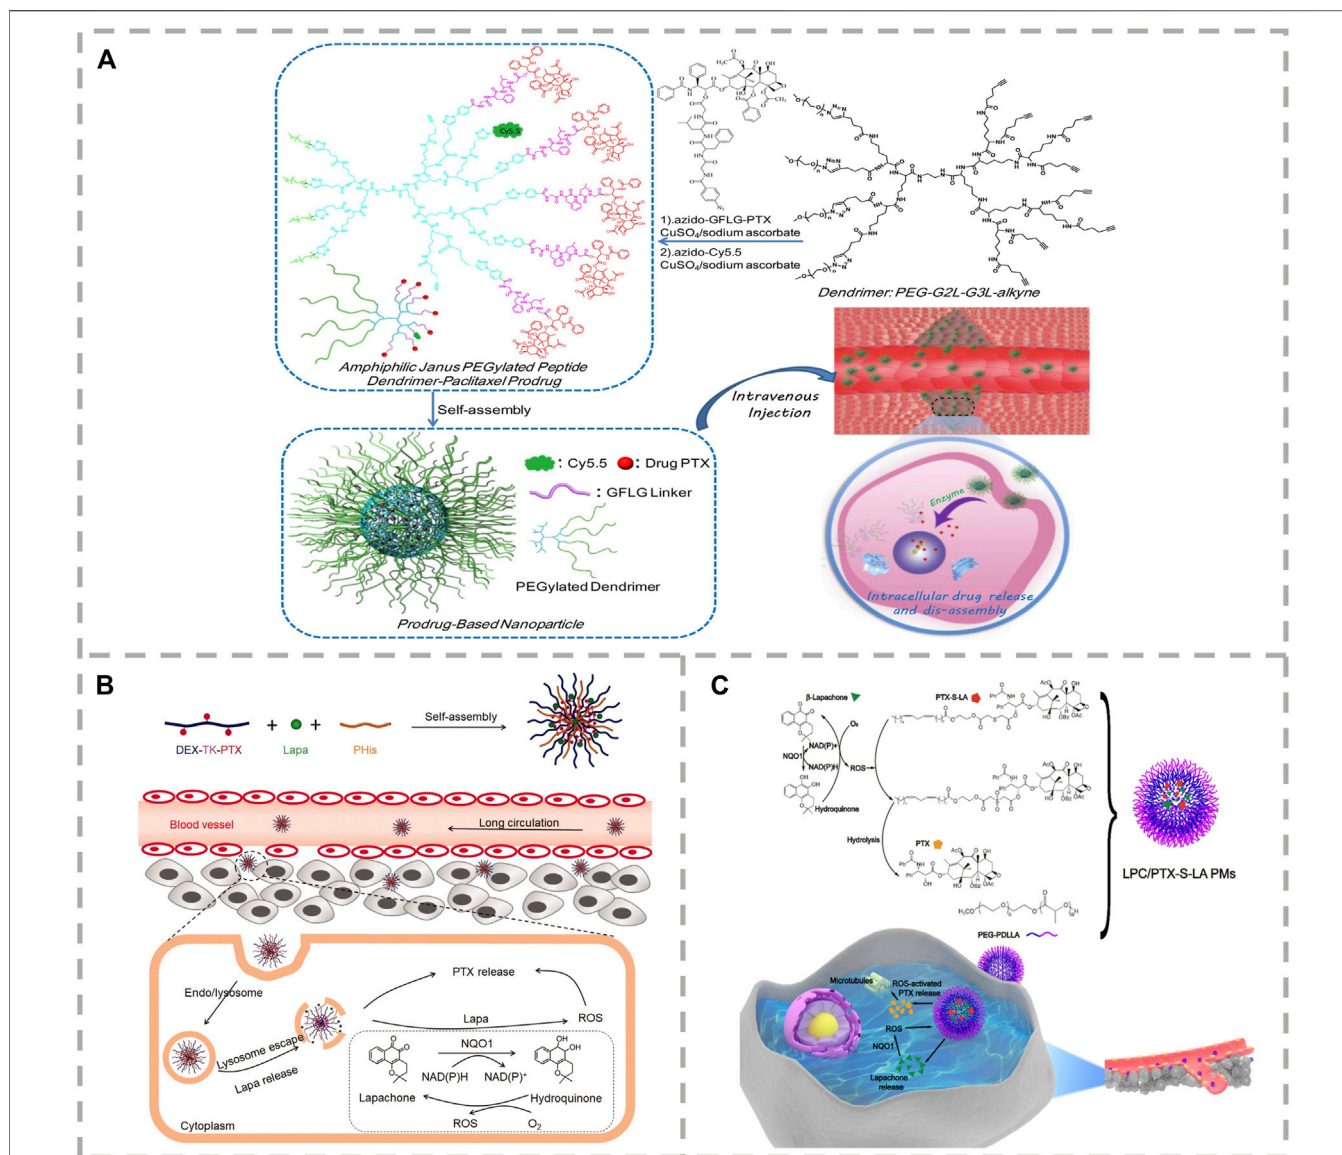 A
1).azido-GFLG-PTX
CuSO4/sodium ascorbate
2).azido-Cy5.5
CuSO4/sodium ascorbate
Dendrimer: PEG-G2L-G3L-alkyne
Cy5.5
Amphiphilic Janus PEGylated Peptide
Dendrimer-Paclitaxel Prodrug
Self-assembly
Intravenous
Injection
: Cy5.5
: Drug PTX
: GFLG Linker
PEGylated Dendrimer
Prodrug-Based Nanoparticle
Enzyme
Intracellular drug release
and dis-assembly
B
DEX-TK-PTX
+
Lapa
+
PHis
Self-assembly
Blood vessel
Long circulation
Endo/lysosome
Lysosome escape
Lapa release
PTX release
Lapa
ROS
NQO1
NAD(P)H
NAD(P)+
Lapachone
Hydroquinone
ROS
O2
Cytoplasm
C
β-Lapachone
PTX-S-LA
O2
NAD(P)+
NQO1
NAD(P)H
ROS
Hydroquinone
Hydrolysis
PTX
PEG-PDLLA
LPC/PTX-S-LA PMs
Microtubules
ROS-activated
PTX release
ROS
NQO1
Lapachone
release